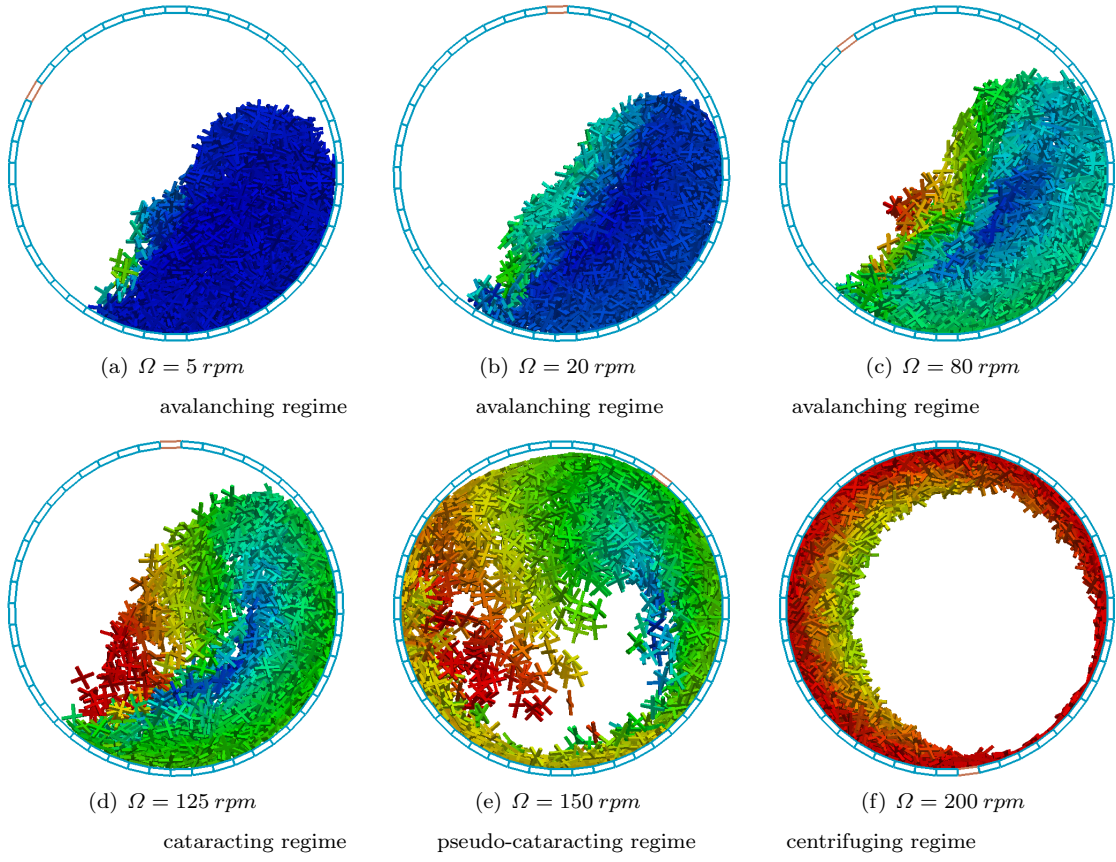 (a) Ω = 5 rpm
(b) Ω = 20 rpm
(c) Ω = 80 rpm
avalanching regime
avalanching regime
avalanching regime
(d) Ω = 125 rpm
(e) Ω = 150 rpm
(f) Ω = 200 rpm
cataracting regime
pseudo-cataracting regime
centrifuging regime